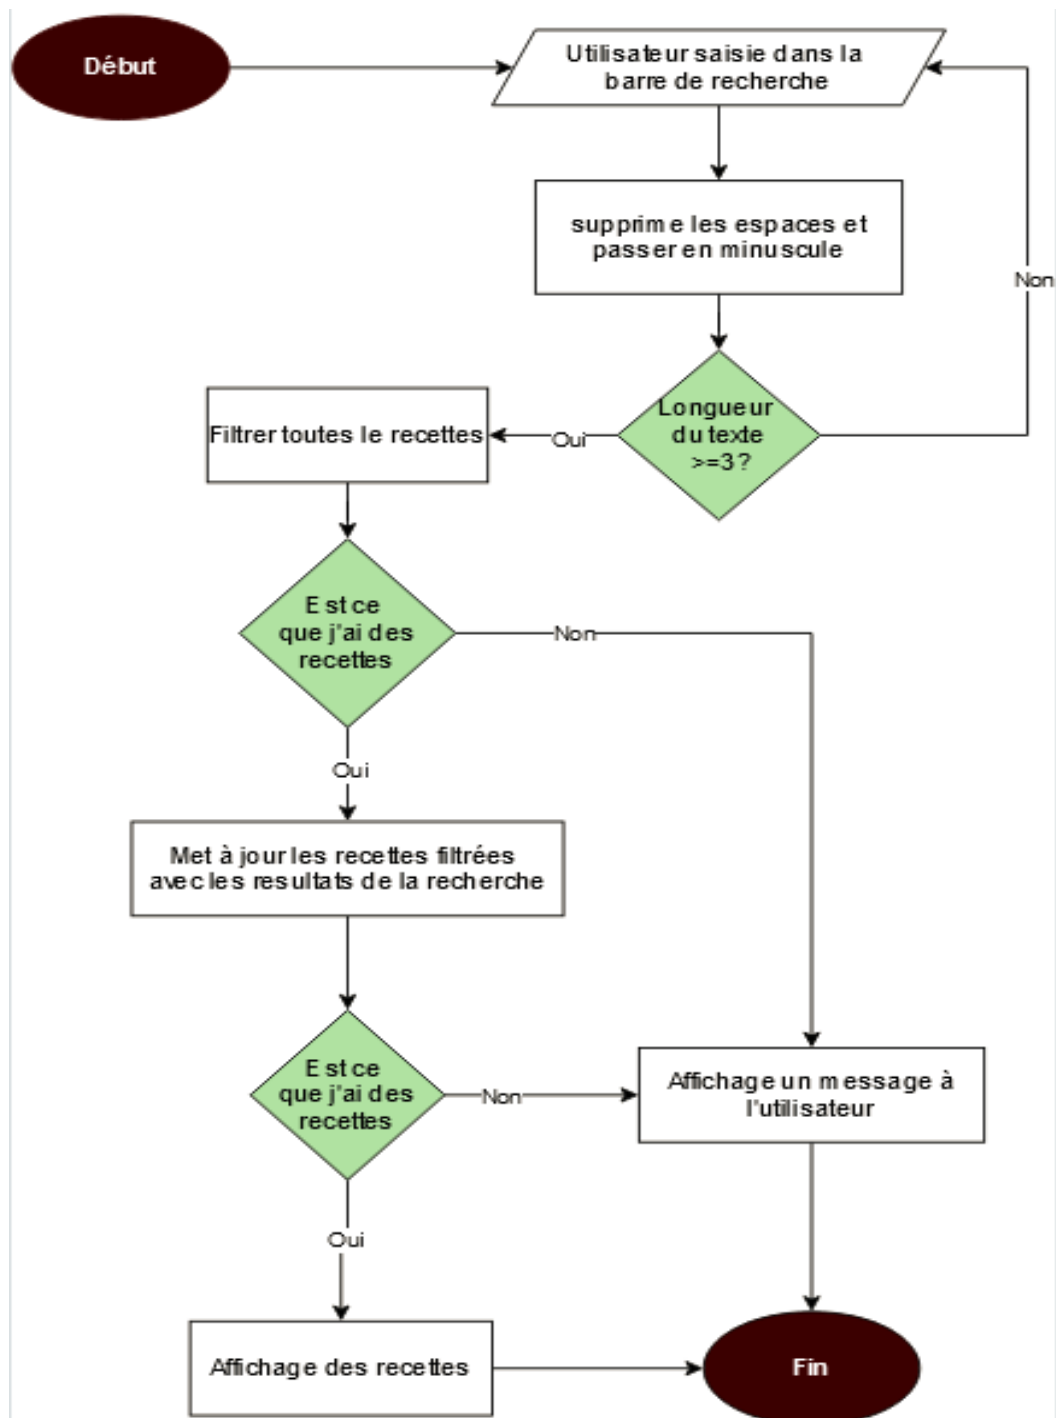 Début
Utilisateur saisie dans la
barre de recherche
supprime les espaces et
passer en minuscule
Non
Longueur
du texte
>=3?
Oui
Filtrer toutes le recettes
Est ce
que j'ai des
recettes
Non
Oui
Met à jour les recettes filtrées
avec les resultats de la recherche
Est ce
que j'ai des
recettes
Non
Affichage un message à
l'utilisateur
Oui
Affichage des recettes
Fin